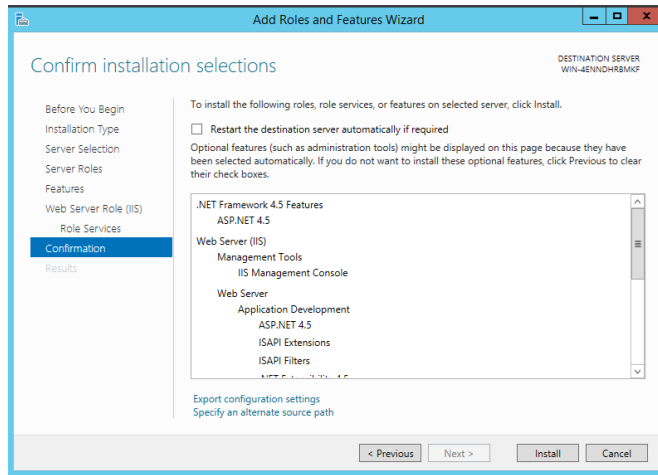 Add Roles and Features Wizard
Confirm installation selections
DESTINATION SERVER
WIN-4ENNDHRBMKF
Before You Begin
Installation Type
Server Selection
Server Roles
Features
Web Server Role (IIS)
Role Services
Confirmation
Results
To install the following roles, role services, or features on selected server, click Install.
Restart the destination server automatically if required
Optional features (such as administration tools) might be displayed on this page because they have
been selected automatically. If you do not want to install these optional features, click Previous to clear
their check boxes.
.NET Framework 4.5 Features
ASP.NET 4.5
Web Server (IIS)
Management Tools
IIS Management Console
Web Server
Application Development
ASP.NET 4.5
ISAPI Extensions
ISAPI Filters
.NET Extensibility 4.5
Export configuration settings
Specify an alternate source path
< Previous
Next >
Install
Cancel